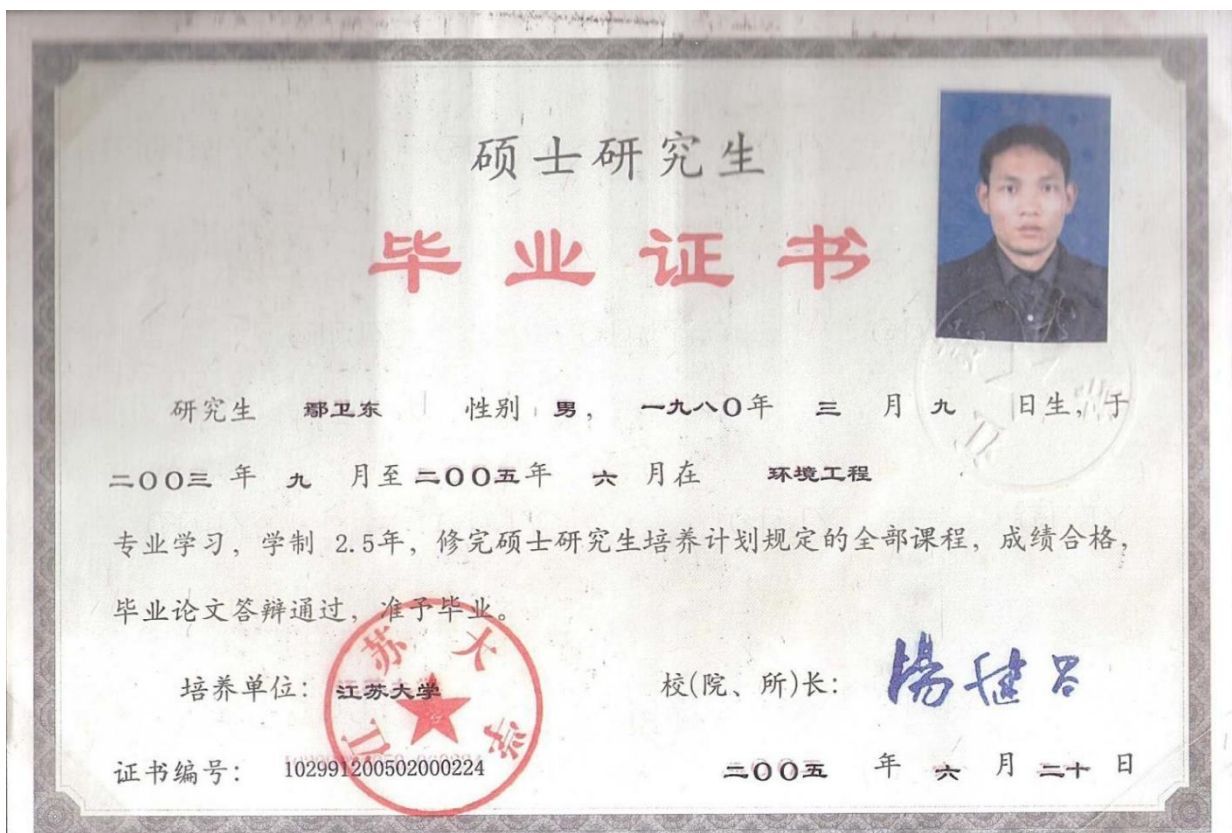 硕士研究生
毕业证书
研究生 鄢卫东 性别 男, 一九八〇年 三 月 九 日生,于
二〇〇三 年 九 月至 二〇〇五年 六 月在 环境工程
专业学习, 学制 2.5年, 修完硕士研究生培养计划规定的全部课程, 成绩合格,
毕业论文答辩通过, 准予毕业。
培养单位: 江苏大学 校(院、所)长:
江苏大学
证书编号: 102991200502000224 二〇〇五 年 六 月 二十 日